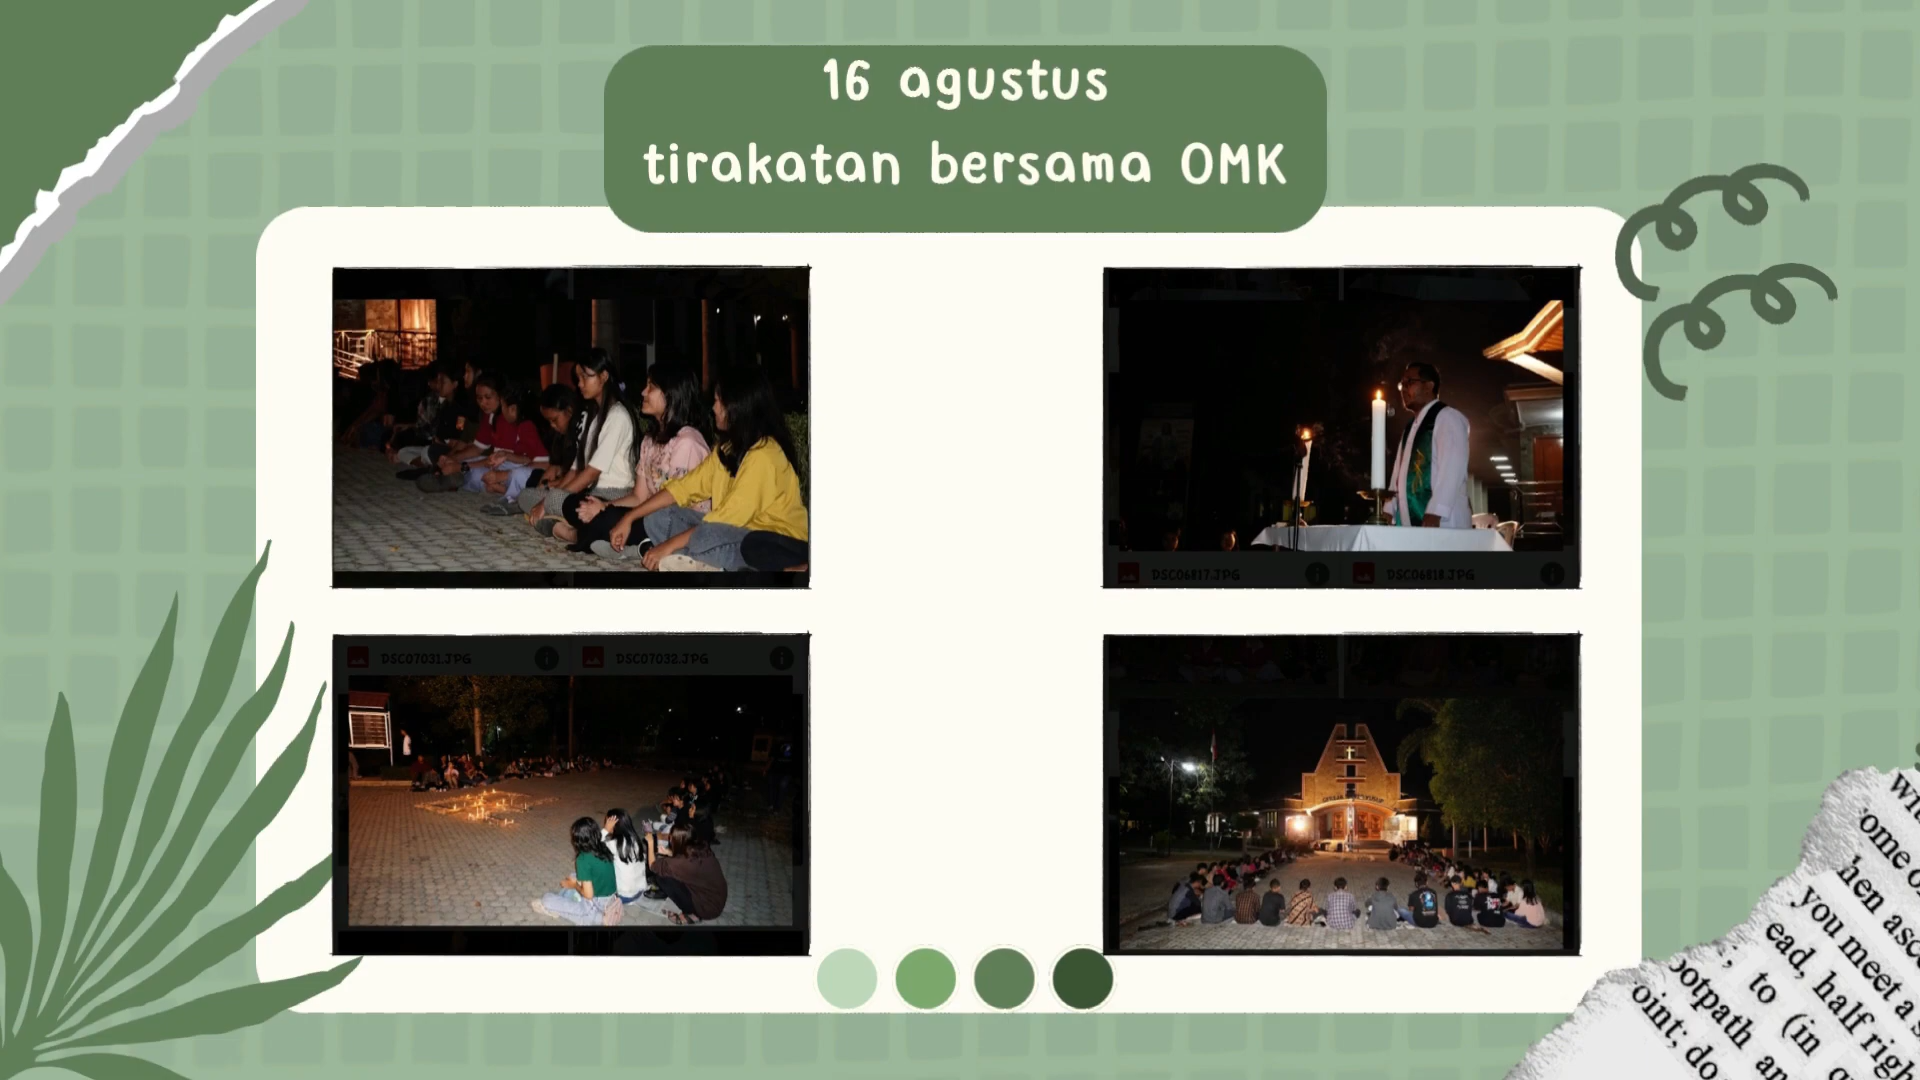 16 agustus
tirakatan bersama OMK
DSC06817.JPG
DSC06818.JPG
DSC07031.JPG
DSC07032.JPG
ome o
hen asc
you meet a s
ead, half righ
; to (in
ootpath an
oint; do